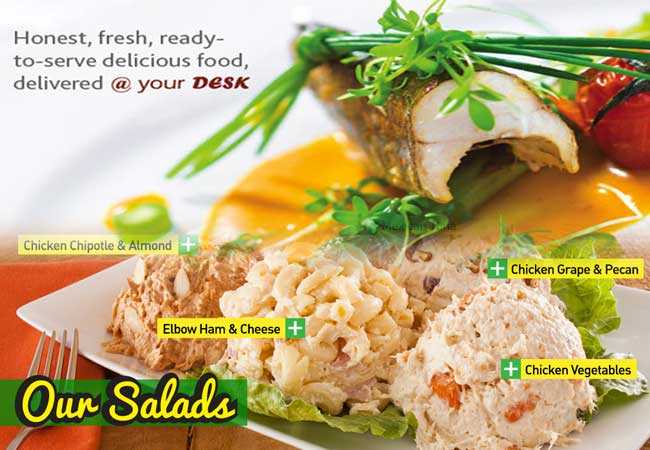 Honest, fresh, ready-
to-serve delicious food,
delivered @ your DESK
Chicken Chipotle & Almond
Chicken Grape & Pecan
Elbow Ham & Cheese
Chicken Vegetables
Our Salads